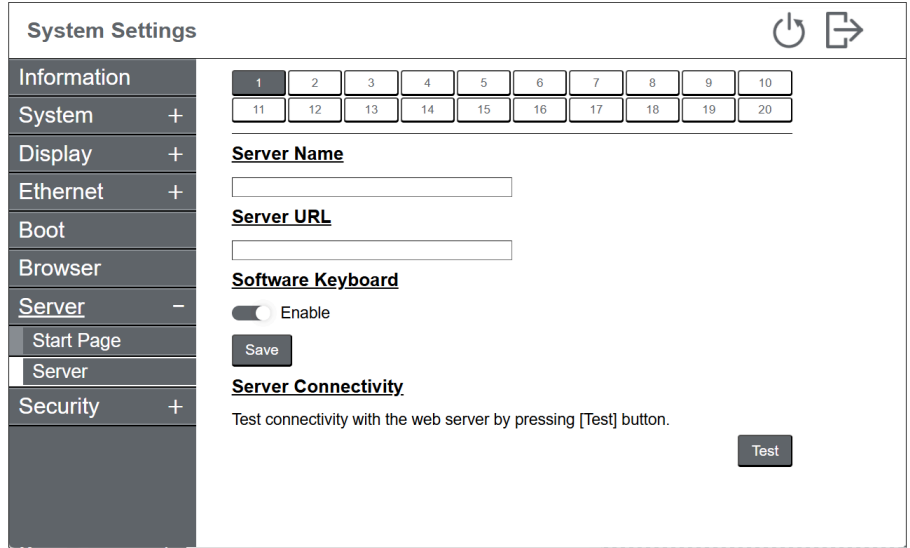 System Settings
Information
System +
Display +
Ethernet +
Boot
Browser
Server −
Start Page
Server
Security +
1 2 3 4 5 6 7 8 9 10
11 12 13 14 15 16 17 18 19 20
Server Name
Server URL
Software Keyboard
Enable
Save
Server Connectivity
Test connectivity with the web server by pressing [Test] button.
Test